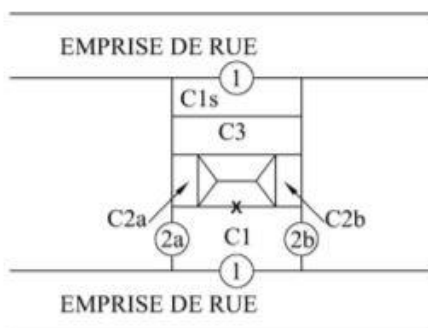 EMPRISE DE RUE
1
C1s
C3
C2a
C2b
x
2a
C1
2b
1
EMPRISE DE RUE